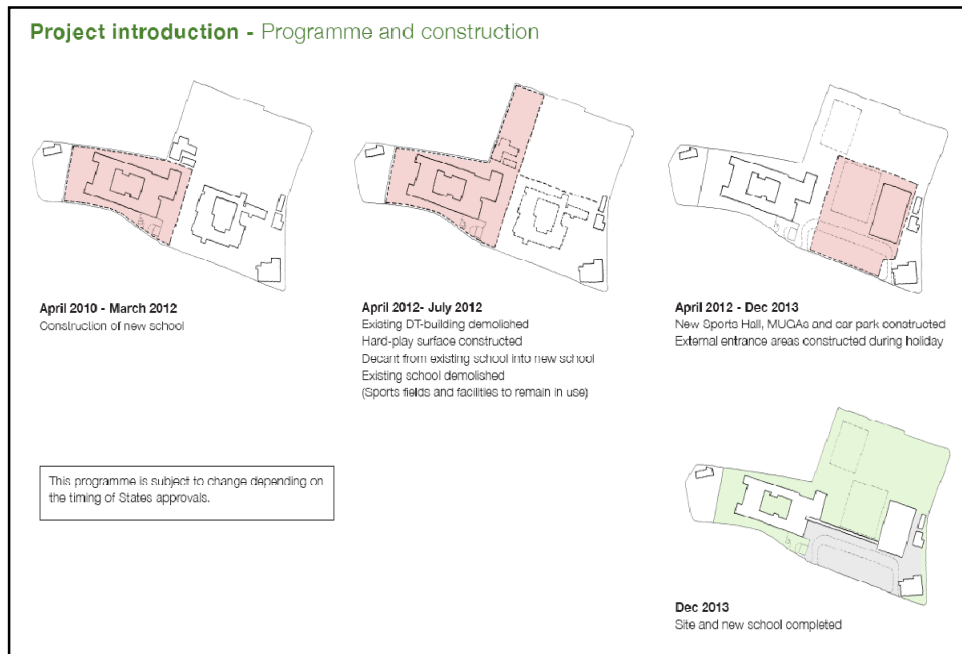 Project introduction - Programme and construction
April 2010 - March 2012
Construction of new school
April 2012- July 2012
Existing DT-building demolished
Hard-play surface constructed
Decant from existing school into new school
Existing school demolished
(Sports fields and facilities to remain in use)
April 2012 - Dec 2013
New Sports Hall, MUGAs and car park constructed
External entrance areas constructed during holiday
This programme is subject to change depending on
the timing of States approvals.
Dec 2013
Site and new school completed